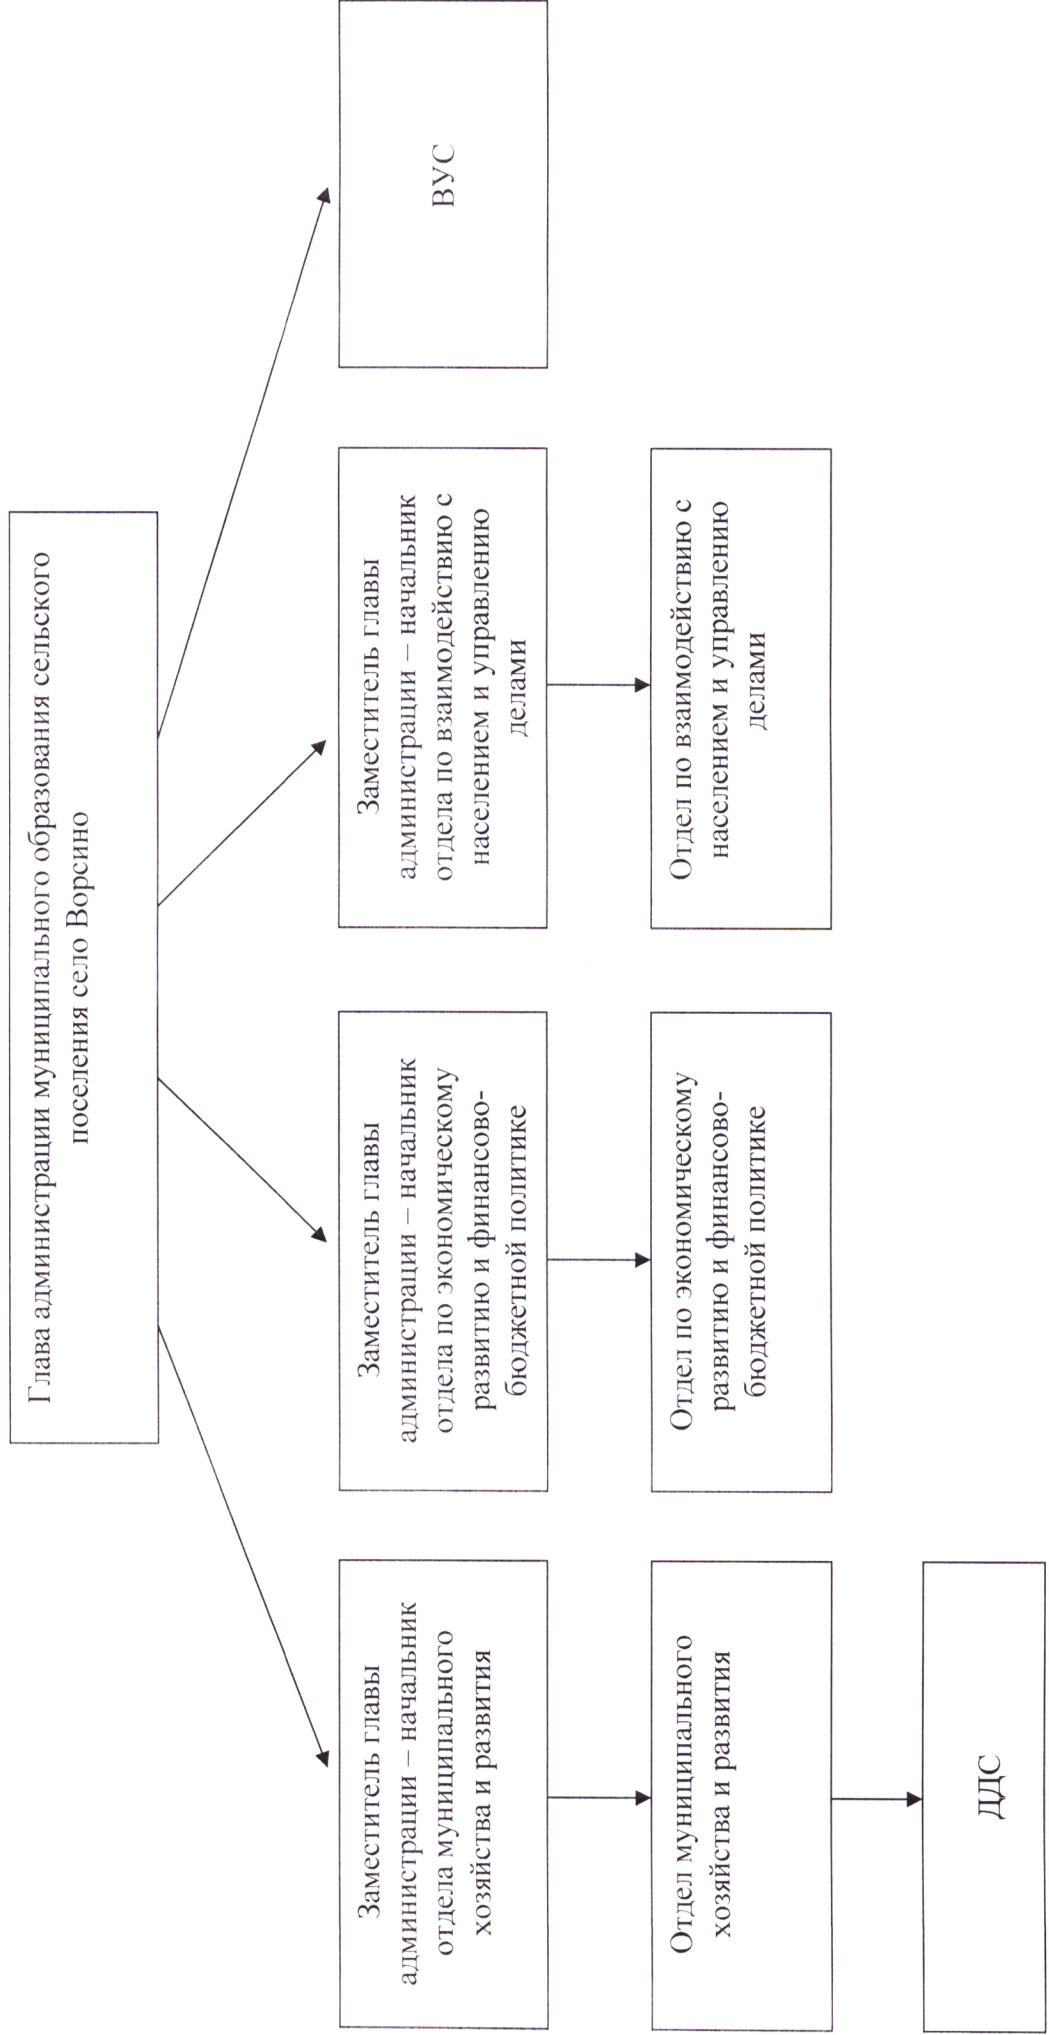 Глава администрации муниципального образования сельского
поселения село Ворсино
Заместитель главы
администрации – начальник
отдела муниципального
хозяйства и развития
Заместитель главы
администрации – начальник
отдела по экономическому
развитию и финансово-
бюджетной политике
Заместитель главы
администрации – начальник
отдела по взаимодействию с
населением и управлению
делами
ВУС
Отдел муниципального
хозяйства и развития
Отдел по экономическому
развитию и финансово-
бюджетной политике
Отдел по взаимодействию с
населением и управлению
делами
ДДС